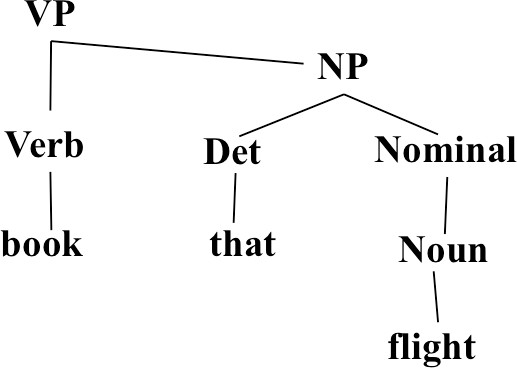 VP
NP
Verb Det Nominal
book that Noun
flight